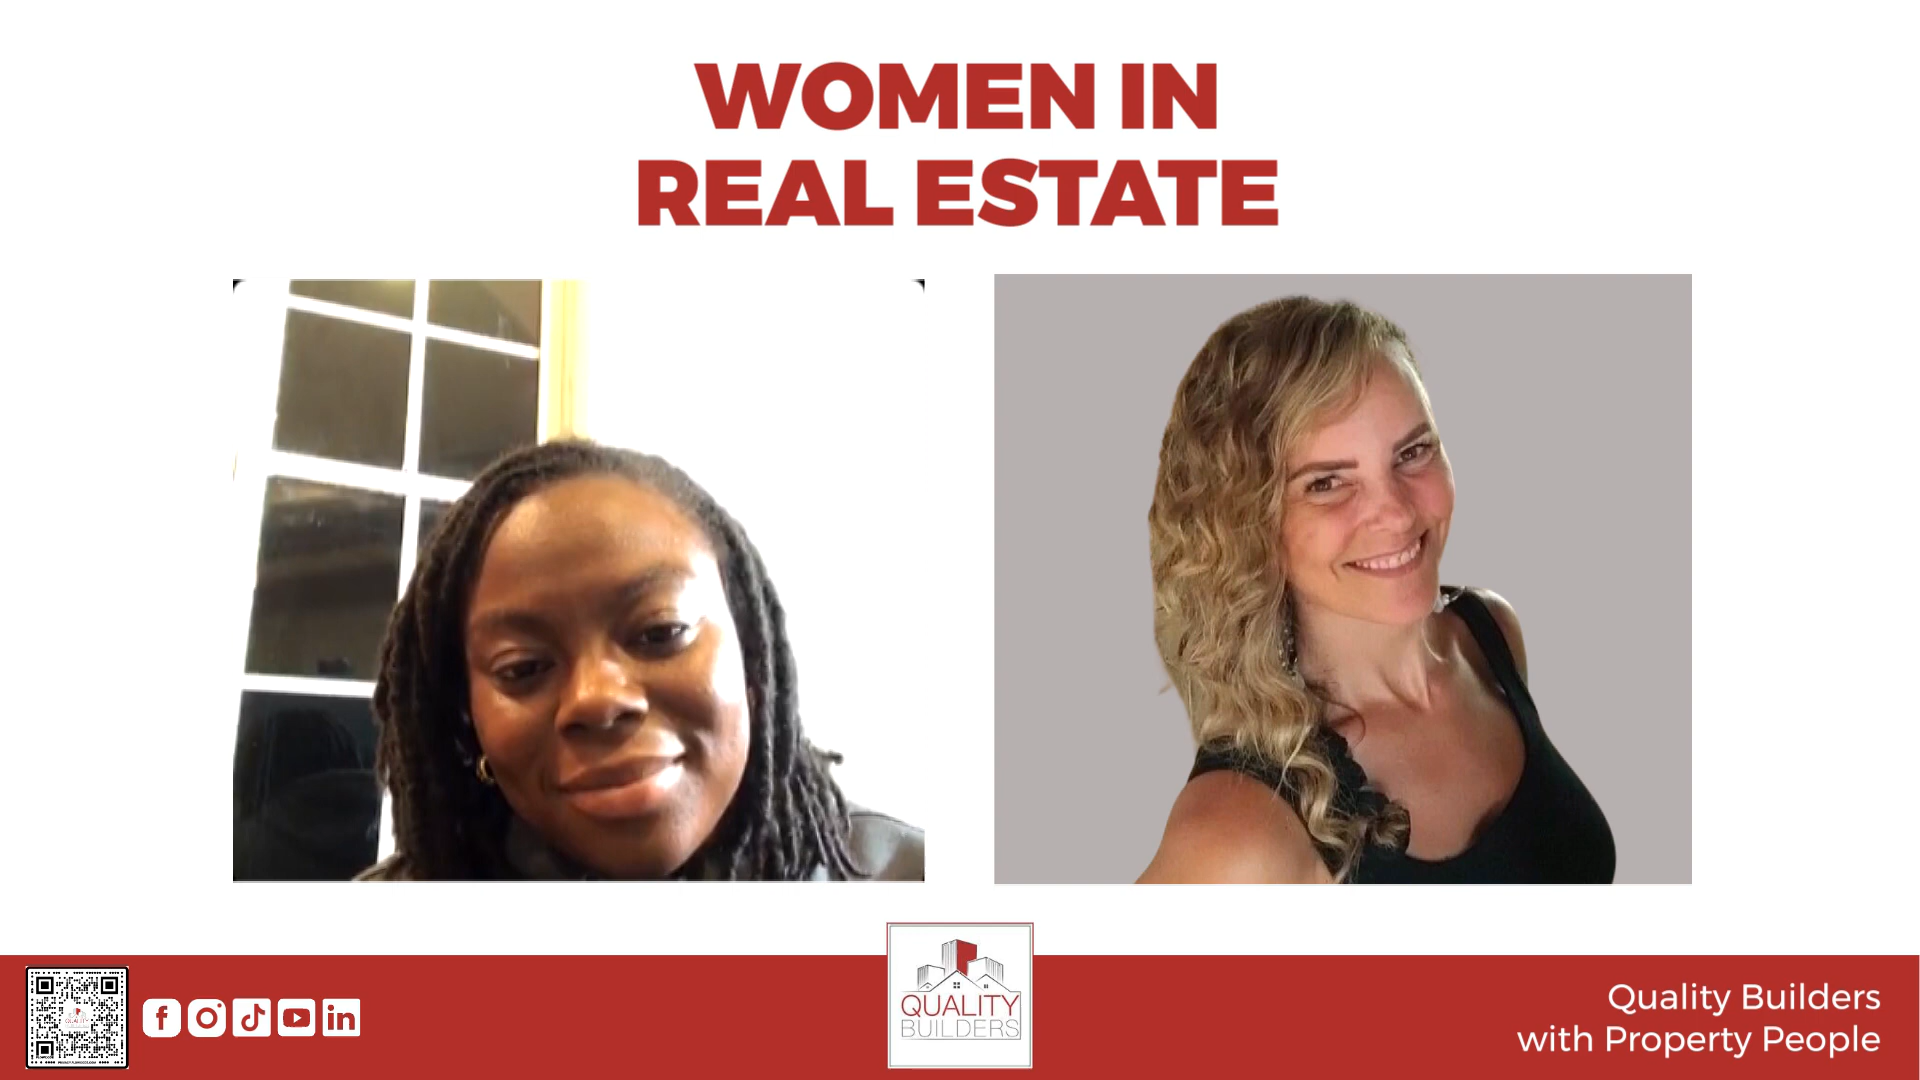 WOMEN IN
REAL ESTATE
QUALITY
BUILDERS
Quality Builders
with Property People